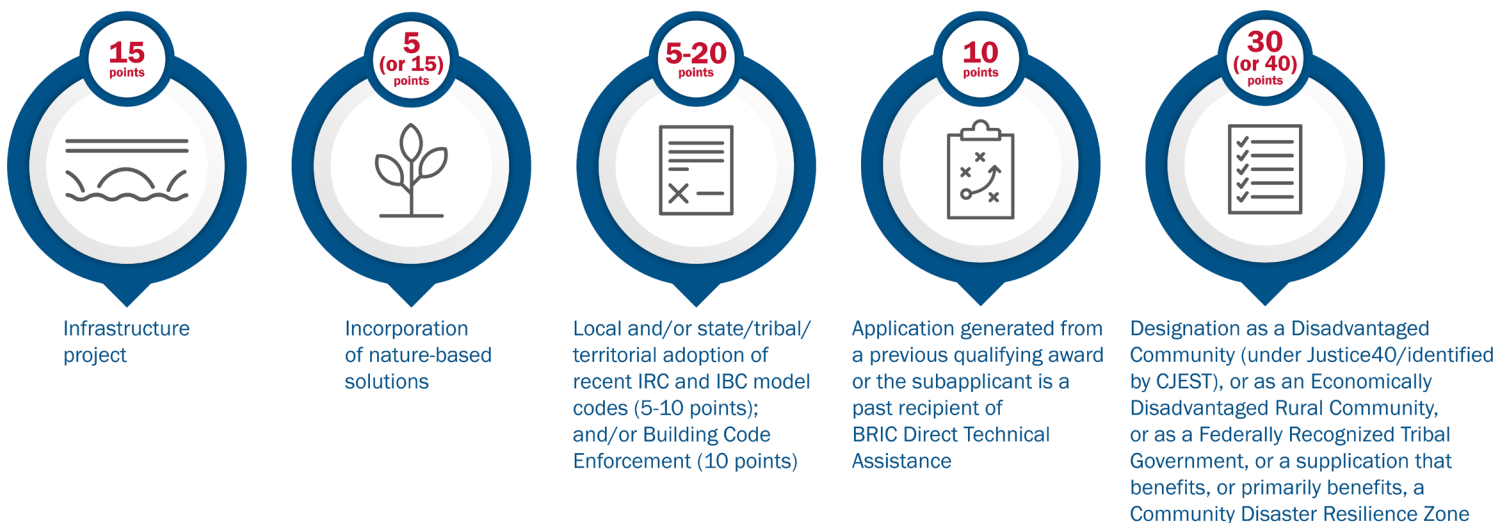 15
points
5
(or 15)
points
5-20
points
10
points
30
(or 40)
points
Infrastructure
project
Incorporation
of nature-based
solutions
Local and/or state/tribal/
territorial adoption of
recent IRC and IBC model
codes (5-10 points);
and/or Building Code
Enforcement (10 points)
Application generated from
a previous qualifying award
or the subapplicant is a
past recipient of
BRIC Direct Technical
Assistance
Designation as a Disadvantaged
Community (under Justice40/identified
by CJEST), or as an Economically
Disadvantaged Rural Community,
or as a Federally Recognized Tribal
Government, or a supplication that
benefits, or primarily benefits, a
Community Disaster Resilience Zone